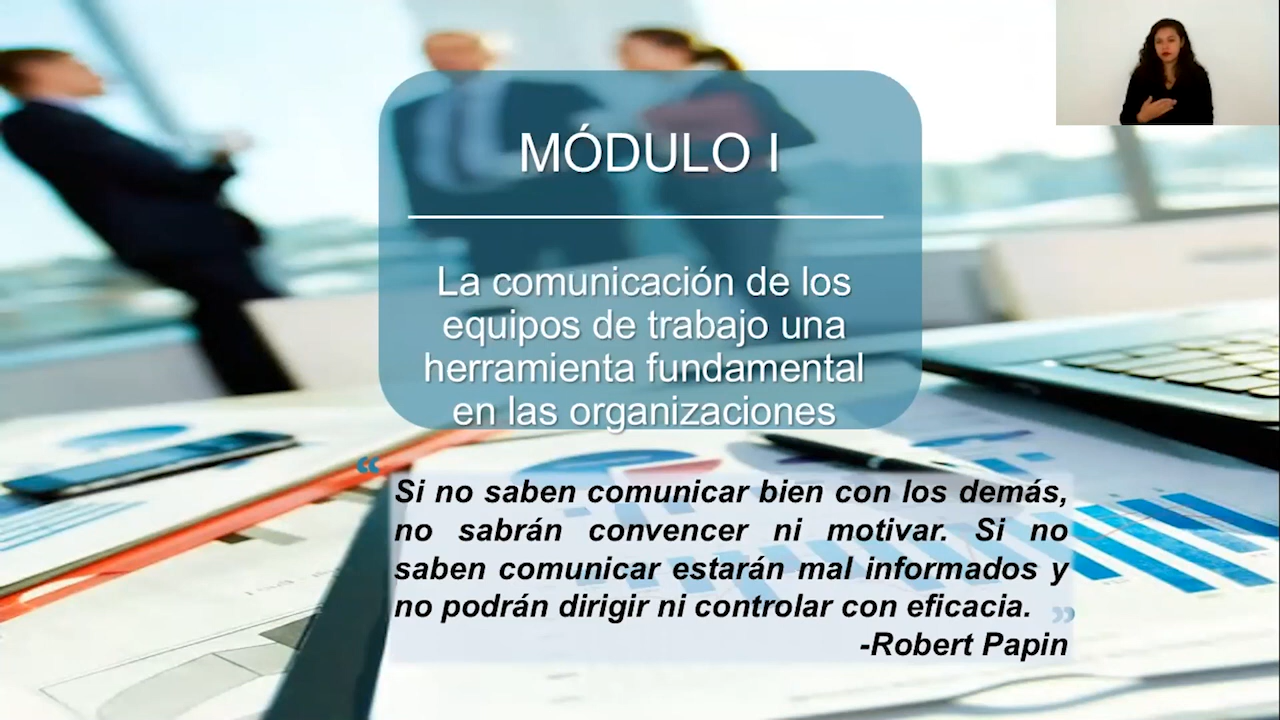 MÓDULO I
La comunicación de los
equipos de trabajo una
herramienta fundamental
en las organizaciones
“
Si no saben comunicar bien con los demás,
no sabrán convencer ni motivar. Si no
saben comunicar estarán mal informados y
no podrán dirigir ni controlar con eficacia. ”
-Robert Papin